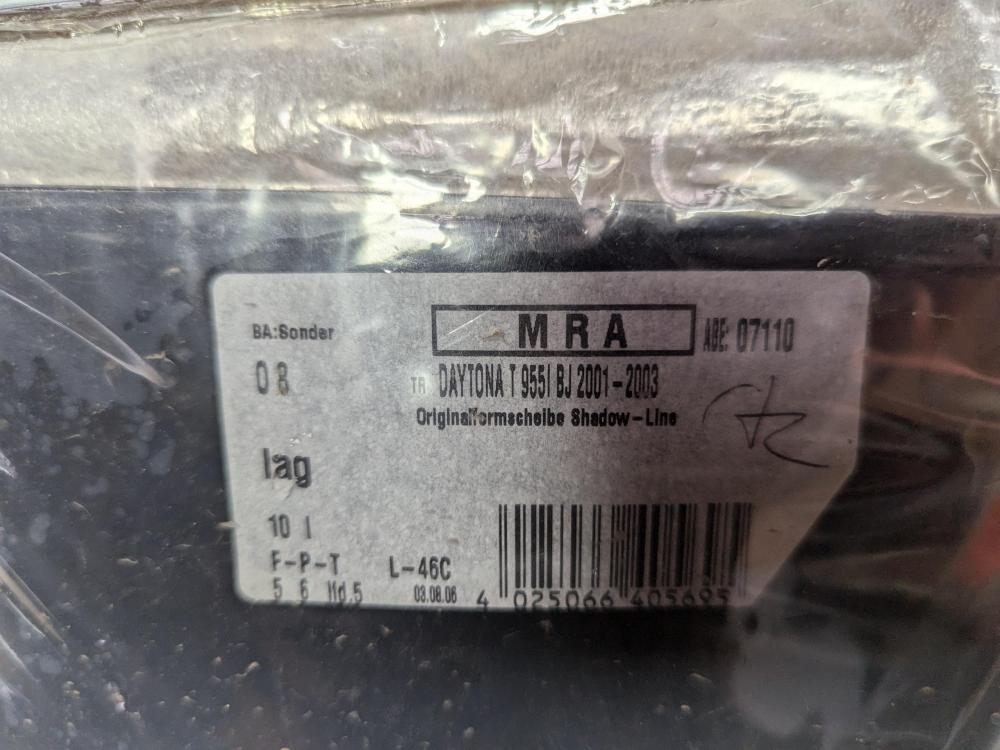 BA:Sonder
MRA
ABE: 07110
08
TR DAYTONA T 955I BJ 2001-2003
Originalformscheibe Shadow-Line
lag
10 I
F-P-T
L-46C
5 6 Hd.5
03.08.06
4 025066 405695